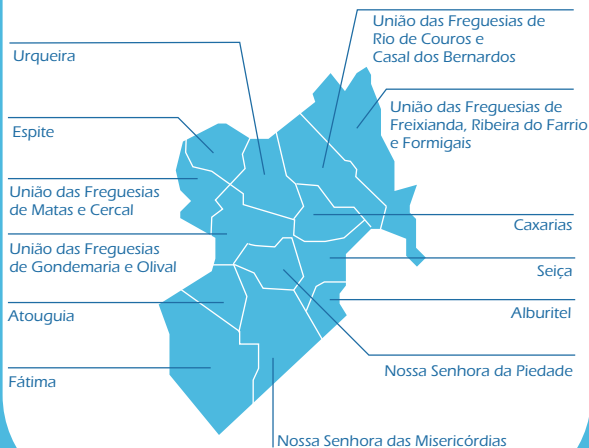 União das Freguesias de
Rio de Couros e
Casal dos Bernardos
Urqueira
União das Freguesias de
Freixianda, Ribeira do Farrio
e Formigais
Espite
União das Freguesias
de Matas e Cercal
Caxarias
União das Freguesias
de Gondemaria e Olival
Seiça
Atouguia
Alburitel
Nossa Senhora da Piedade
Fátima
Nossa Senhora das Misericórdias